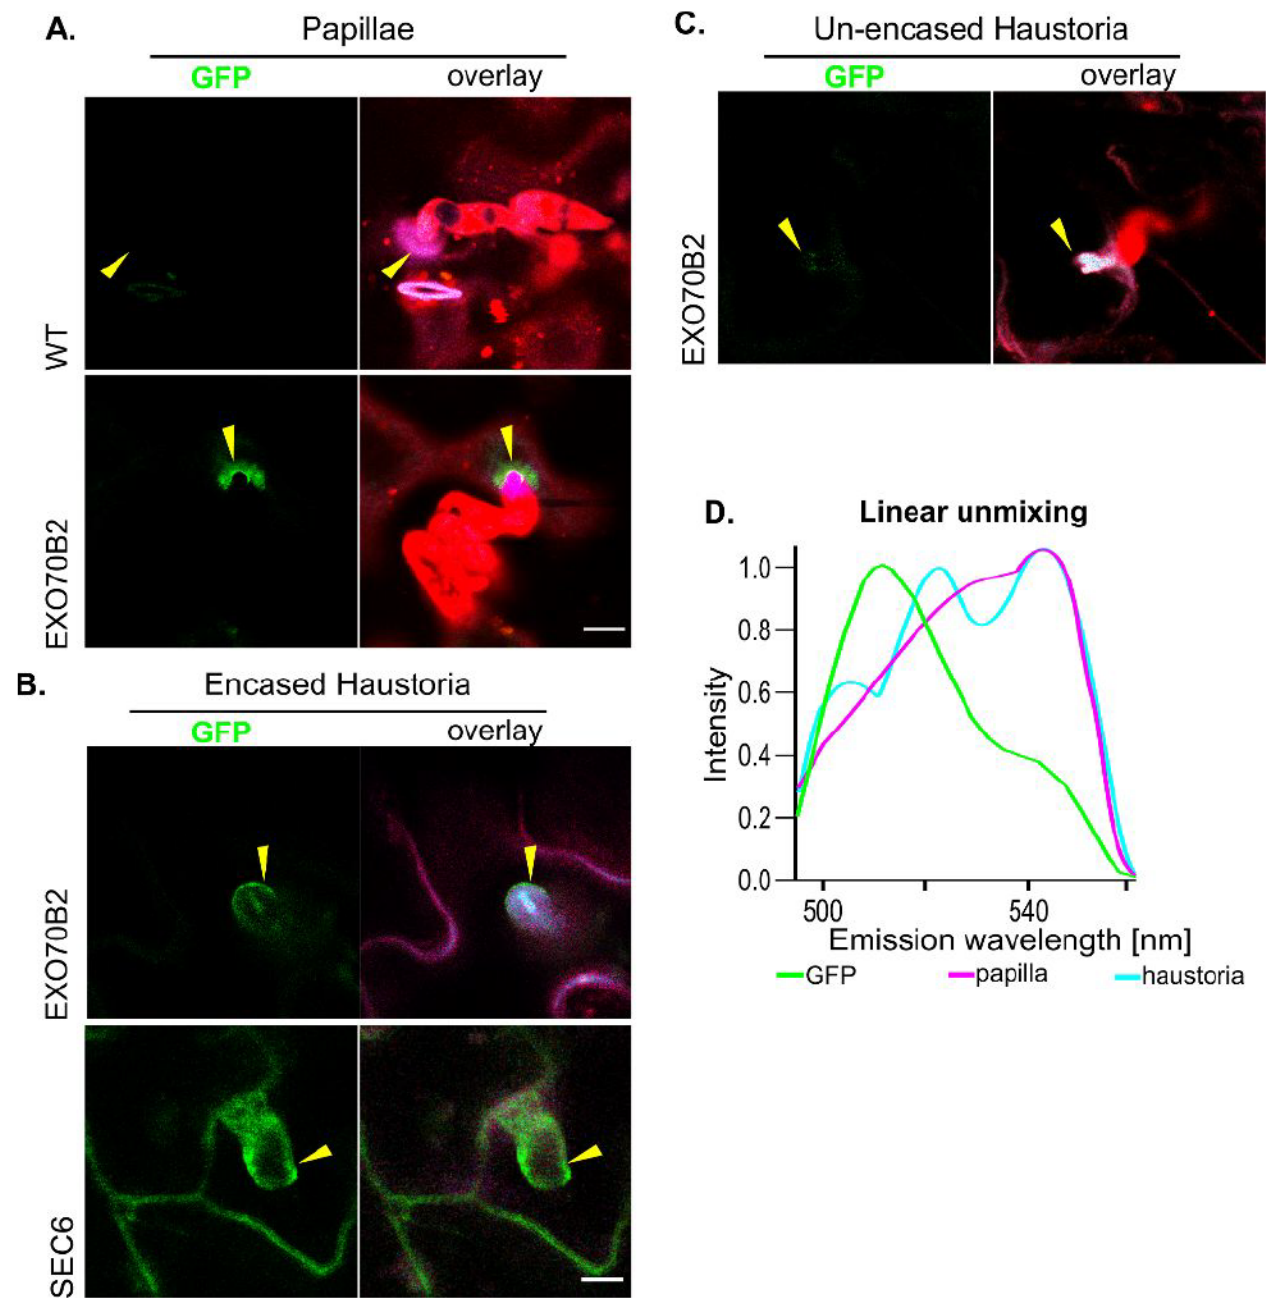 A.
Papillae
GFP overlay
WT
EXO70B2
B.
Encased Haustoria
GFP overlay
EXO70B2
SEC6
C.
Un-encased Haustoria
GFP overlay
EXO70B2
D.
Linear unmixing
Intensity
1.0
0.8
0.6
0.4
0.2
0.0
500 540
Emission wavelength [nm]
GFP papilla haustoria